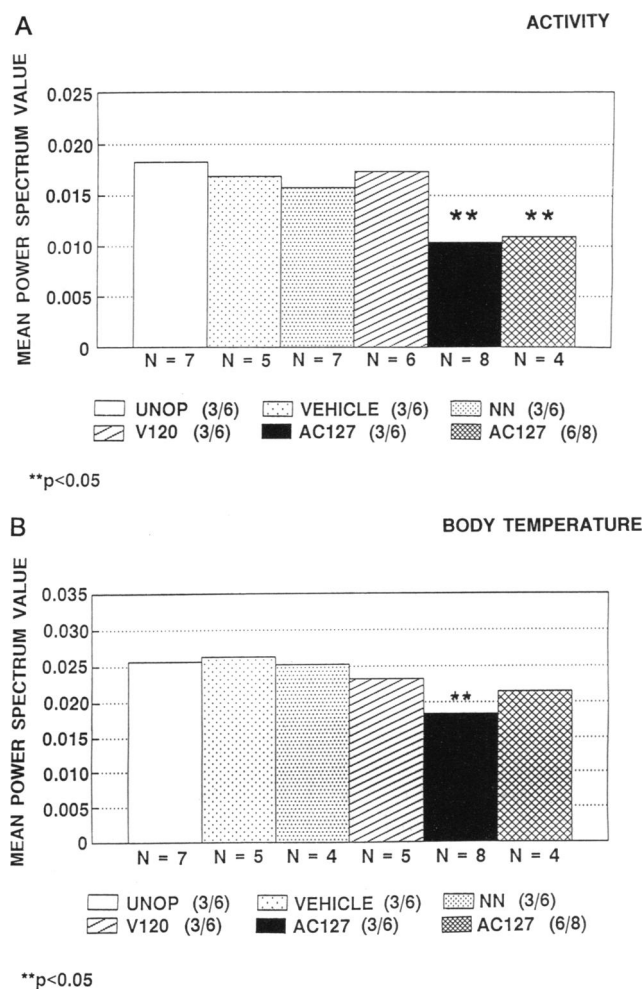 A
ACTIVITY
MEAN POWER SPECTRUM VALUE
0.025
0.020
0.015
0.010
0.005
0
** **
N = 7 N = 5 N = 7 N = 6 N = 8 N = 4
UNOP (3/6) VEHICLE (3/6) NN (3/6)
V120 (3/6) AC127 (3/6) AC127 (6/8)
**p<0.05
B
BODY TEMPERATURE
MEAN POWER SPECTRUM VALUE
0.035
0.030
0.025
0.020
0.015
0.010
0.005
0
**
N = 7 N = 5 N = 4 N = 5 N = 8 N = 4
UNOP (3/6) VEHICLE (3/6) NN (3/6)
V120 (3/6) AC127 (3/6) AC127 (6/8)
**p<0.05